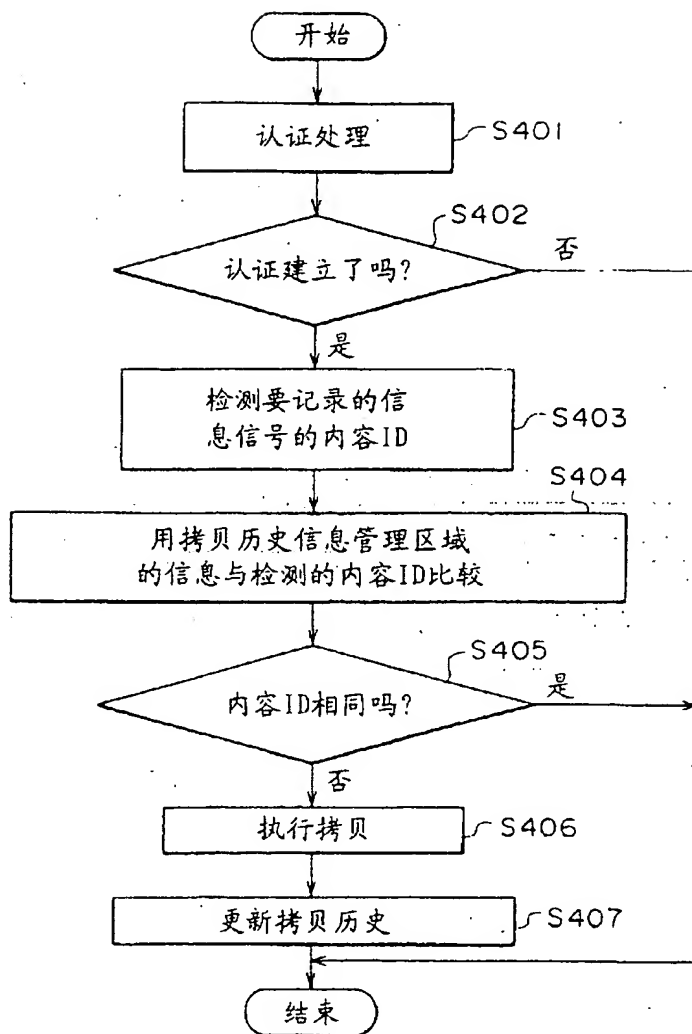 开始
认证处理
S401
S402
认证建立了吗?
否
是
检测要记录的信
息信号的内容ID
S403
S404
用拷贝历史信息管理区域
的信息与检测的内容ID比较
S405
内容ID相同吗?
是
否
执行拷贝
S406
更新拷贝历史
S407
结束